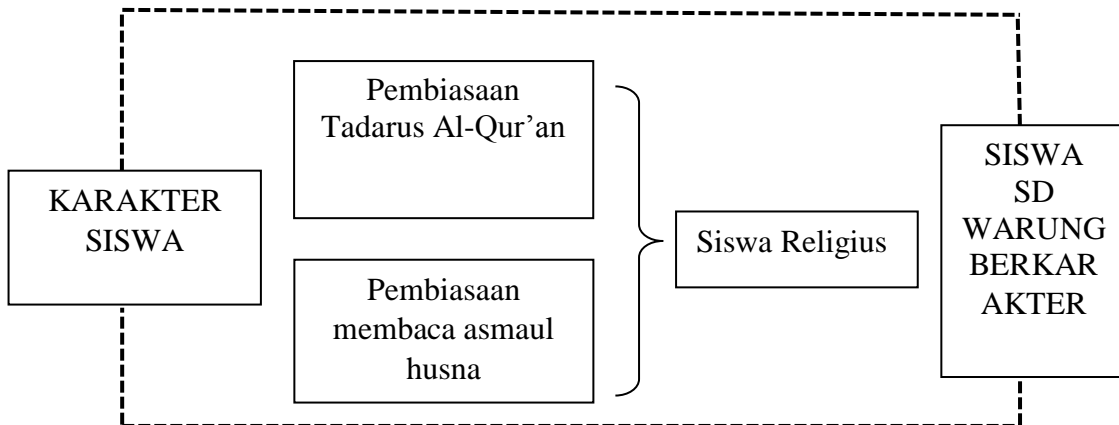 KARAKTER
SISWA
Pembiasaan
Tadarus Al-Qur’an
Pembiasaan
membaca asmaul
husna
Siswa Religius
SISWA
SD
WARUNG
BERKAR
AKTER